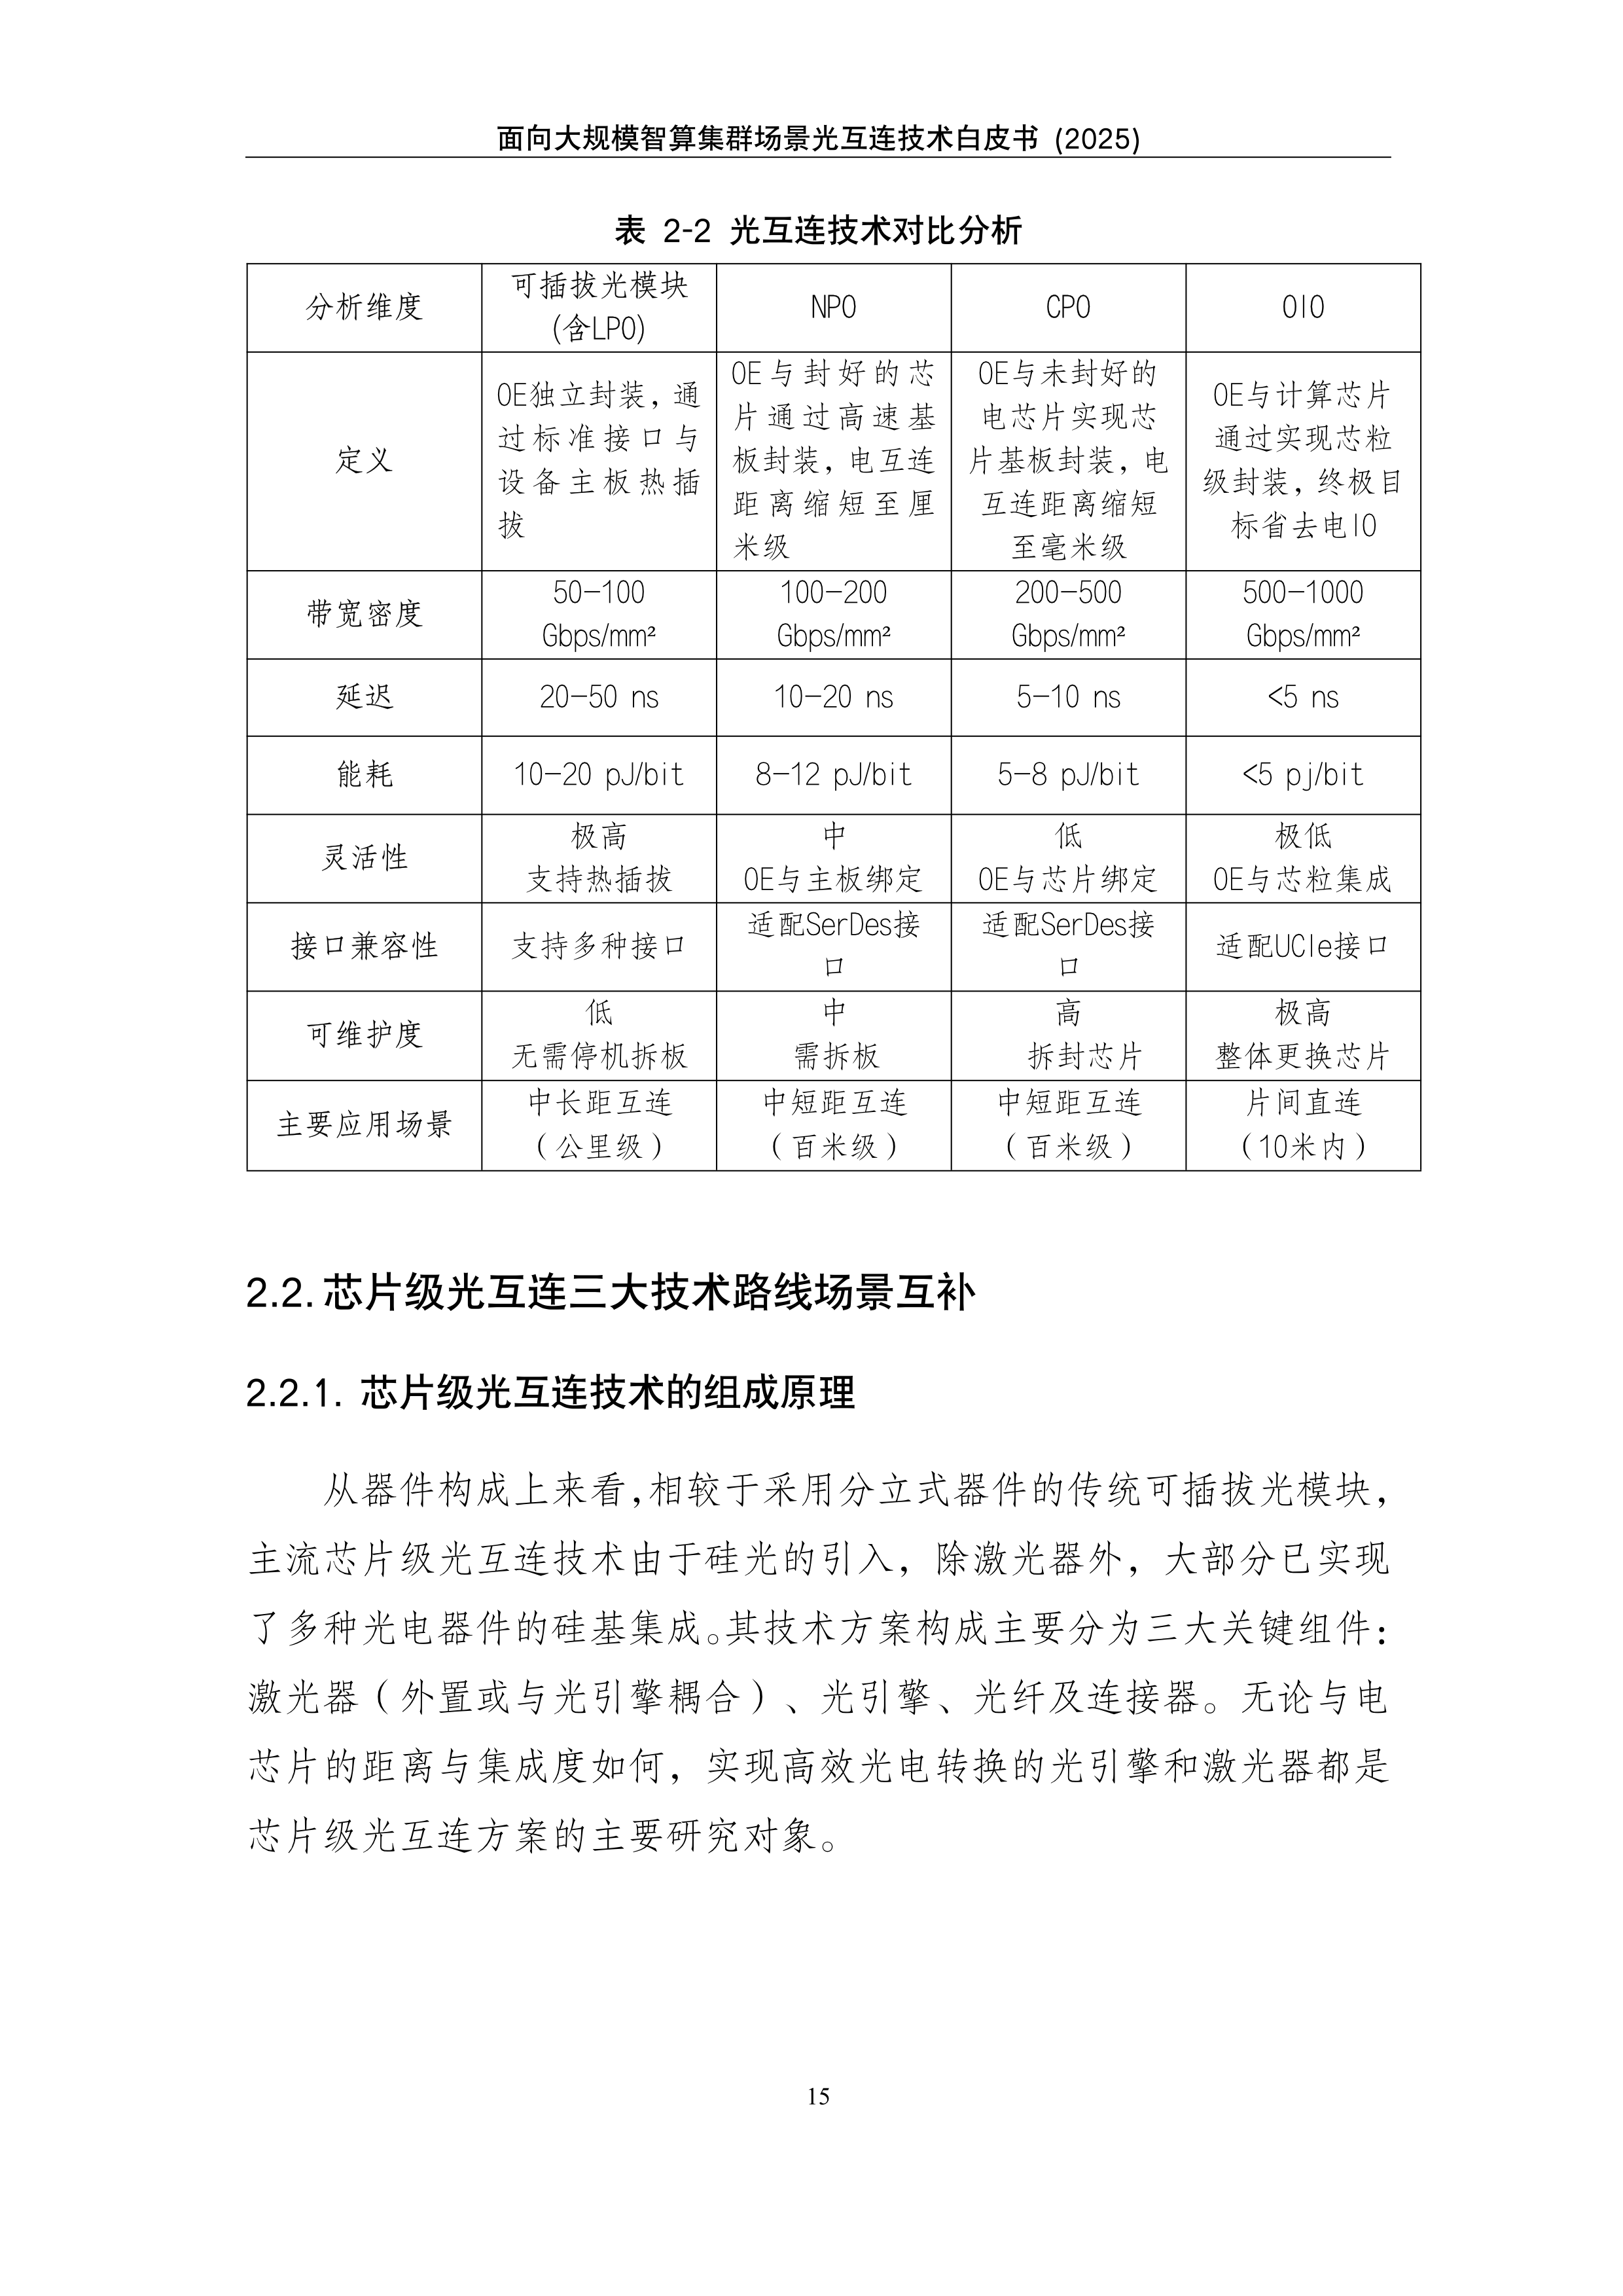 面向大规模智算集群场景光互连技术白皮书 (2025)
表 2-2 光互连技术对比分析
分析维度
可插拔光模块
(含LPO)
NPO
CPO
OIO
定义
OE独立封装，通
过标准接口与
设备主板热插
拔
OE与封好的芯
片通过高速基
板封装，电互连
距离缩短至厘
米级
OE与未封好的
电芯片实现芯
片基板封装，电
互连距离缩短
至毫米级
OE与计算芯片
通过实现芯粒
级封装，终极目
标省去电IO
带宽密度
50-100
Gbps/mm²
100-200
Gbps/mm²
200-500
Gbps/mm²
500-1000
Gbps/mm²
延迟
20-50 ns
10-20 ns
5-10 ns
<5 ns
能耗
10-20 pJ/bit
8-12 pJ/bit
5-8 pJ/bit
<5 pj/bit
灵活性
极高
支持热插拔
中
OE与主板绑定
低
OE与芯片绑定
极低
OE与芯粒集成
接口兼容性
支持多种接口
适配SerDes接
口
适配SerDes接
口
适配UCIe接口
可维护度
低
无需停机拆板
中
需拆板
高
拆封芯片
极高
整体更换芯片
主要应用场景
中长距互连
（公里级）
中短距互连
（百米级）
中短距互连
（百米级）
片间直连
（10米内）
2.2. 芯片级光互连三大技术路线场景互补
2.2.1. 芯片级光互连技术的组成原理
从器件构成上来看，相较于采用分立式器件的传统可插拔光模块，
主流芯片级光互连技术由于硅光的引入，除激光器外，大部分已实现
了多种光电器件的硅基集成。其技术方案构成主要分为三大关键组件：
激光器（外置或与光引擎耦合）、光引擎、光纤及连接器。无论与电
芯片的距离与集成度如何，实现高效光电转换的光引擎和激光器都是
芯片级光互连方案的主要研究对象。
15